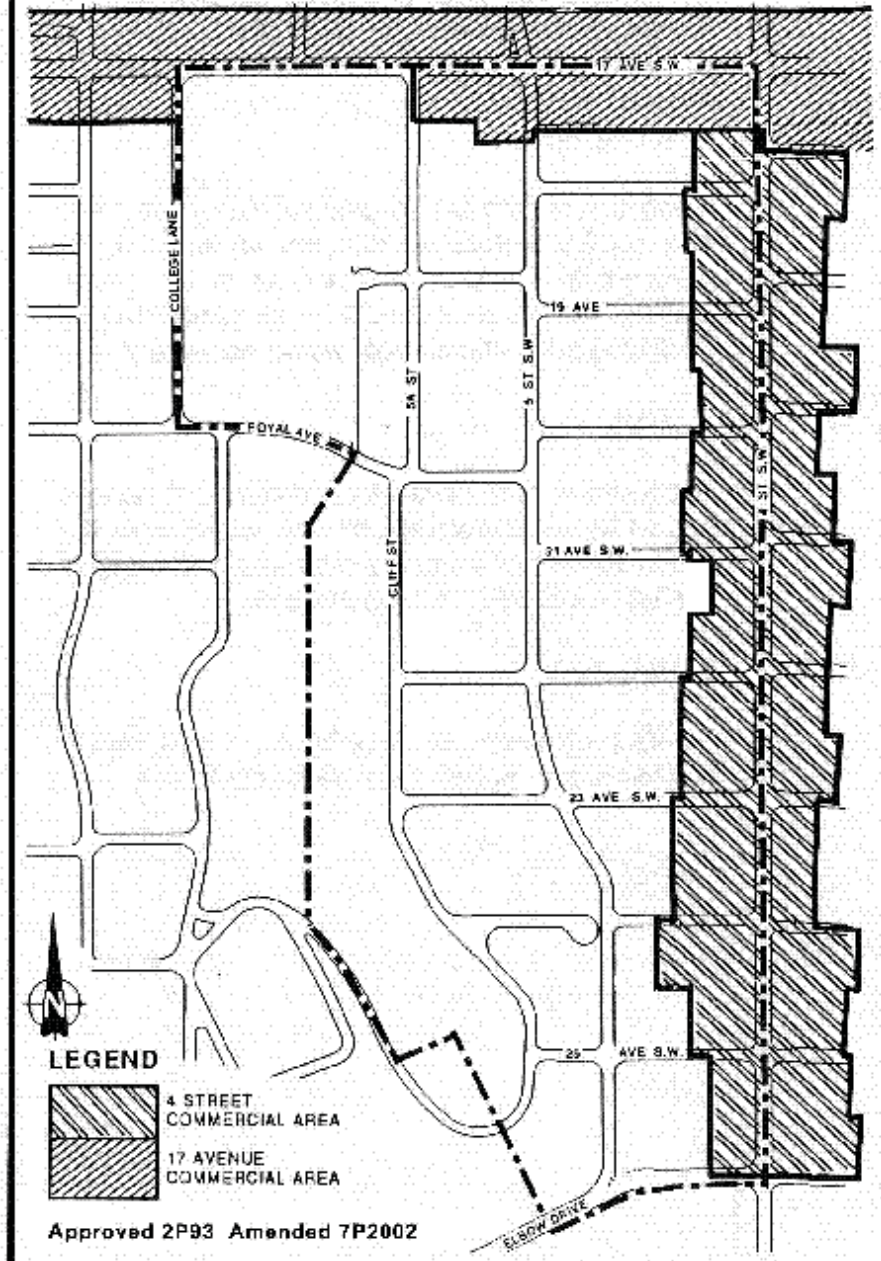 17 AVE S.W.
COLLEGE LANE
19 AVE
5A ST
5 ST S.W.
ROYAL AVE
4 ST S.W.
CLIFF ST
21 AVE S.W.
23 AVE S.W.
N
25 AVE S.W.
LEGEND
4 STREET
COMMERCIAL AREA
17 AVENUE
COMMERCIAL AREA
ELBOW DRIVE
Approved 2P93 Amended 7P2002